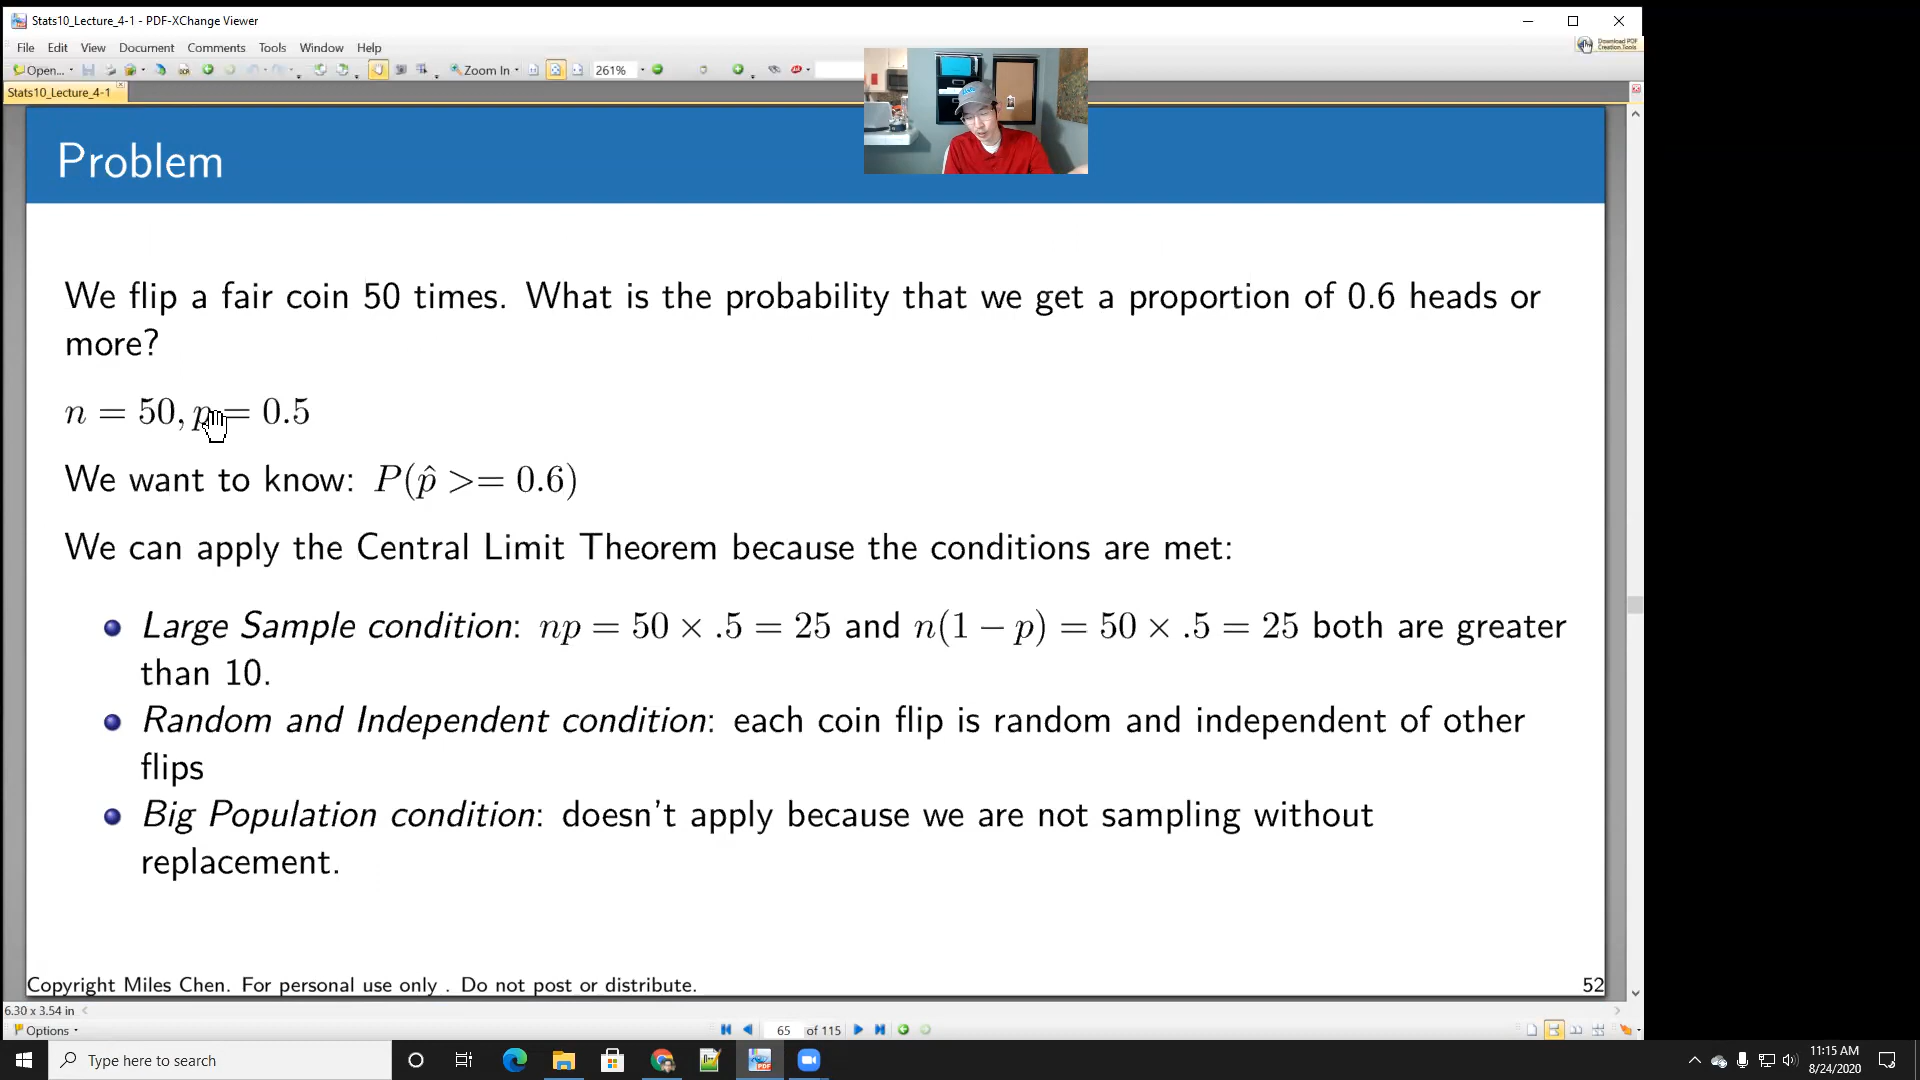 Stats10_Lecture_4-1 - PDF-XChange Viewer
File Edit View Document Comments Tools Window Help
Download PDF
Creation Tools
Open...
OCR
Zoom In
261%
Stats10_Lecture_4-1
Problem
We flip a fair coin 50 times. What is the probability that we get a proportion of 0.6 heads or
more?
n = 50, p = 0.5
We want to know: P(p̂ >= 0.6)
We can apply the Central Limit Theorem because the conditions are met:
Large Sample condition: np = 50 × .5 = 25 and n(1 − p) = 50 × .5 = 25 both are greater
than 10.
Random and Independent condition: each coin flip is random and independent of other
flips
Big Population condition: doesn't apply because we are not sampling without
replacement.
Copyright Miles Chen. For personal use only . Do not post or distribute.
52
6.30 x 3.54 in
Options
65 of 115
Type here to search
11:15 AM
8/24/2020